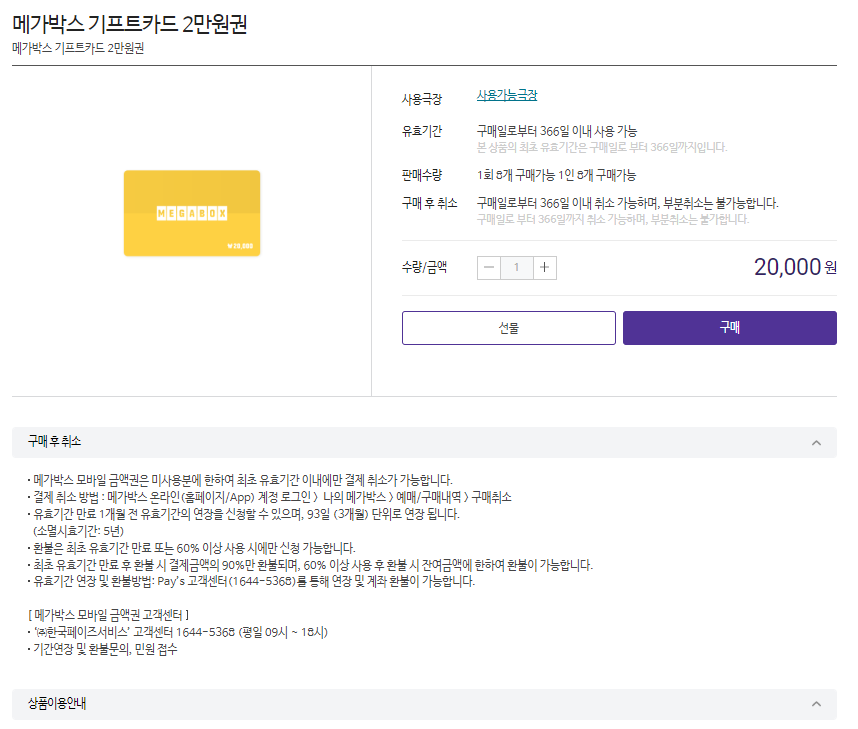 메가박스 기프트카드 2만원권
메가박스 기프트카드 2만원권
MEGABOX
₩20,000
사용극장 사용가능극장
유효기간 구매일로부터 366일 이내 사용 가능
본 상품의 최초 유효기간은 구매일로 부터 366일까지입니다.
판매수량 1회 8개 구매가능 1인 8개 구매가능
구매 후 취소 구매일로부터 366일 이내 취소 가능하며, 부분취소는 불가능합니다.
구매일로 부터 366일까지 취소 가능하며, 부분취소는 불가합니다.
수량/금액 − 1 + 20,000 원
선물 구매
구매 후 취소
· 메가박스 모바일 금액권은 미사용분에 한하여 최초 유효기간 이내에만 결제 취소가 가능합니다.
· 결제 취소 방법 : 메가박스 온라인(홈페이지/App) 계정 로그인 > 나의 메가박스 > 예매/구매내역 > 구매취소
· 유효기간 만료 1개월 전 유효기간의 연장을 신청할 수 있으며, 93일 (3개월) 단위로 연장 됩니다.
(소멸시효기간: 5년)
· 환불은 최초 유효기간 만료 또는 60% 이상 사용 시에만 신청 가능합니다.
· 최초 유효기간 만료 후 환불 시 결제금액의 90%만 환불되며, 60% 이상 사용 후 환불 시 잔여금액에 한하여 환불이 가능합니다.
· 유효기간 연장 및 환불방법: Pay's 고객센터(1644-5368)를 통해 연장 및 계좌 환불이 가능합니다.
[ 메가박스 모바일 금액권 고객센터 ]
· '㈜한국페이즈서비스' 고객센터 1644-5368 (평일 09시 ~ 18시)
· 기간연장 및 환불문의, 민원 접수
상품이용안내